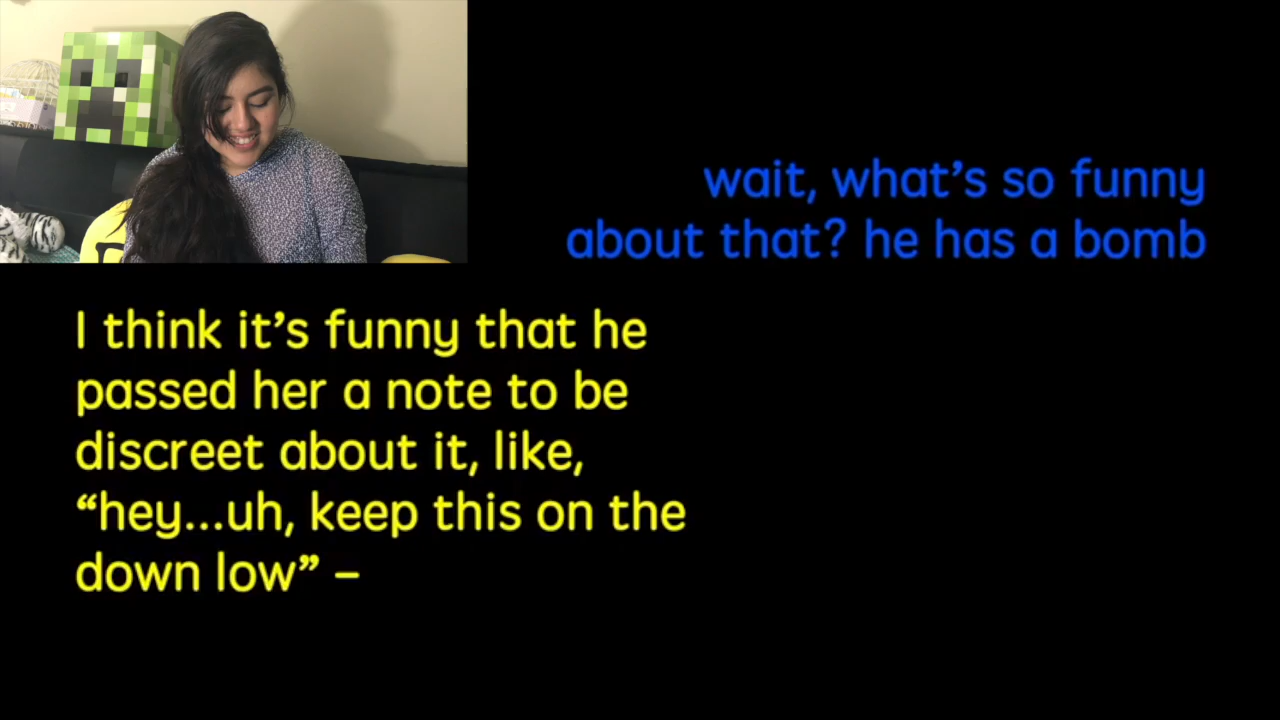 wait, what’s so funny
about that? he has a bomb
I think it’s funny that he
passed her a note to be
discreet about it, like,
“hey...uh, keep this on the
down low” –